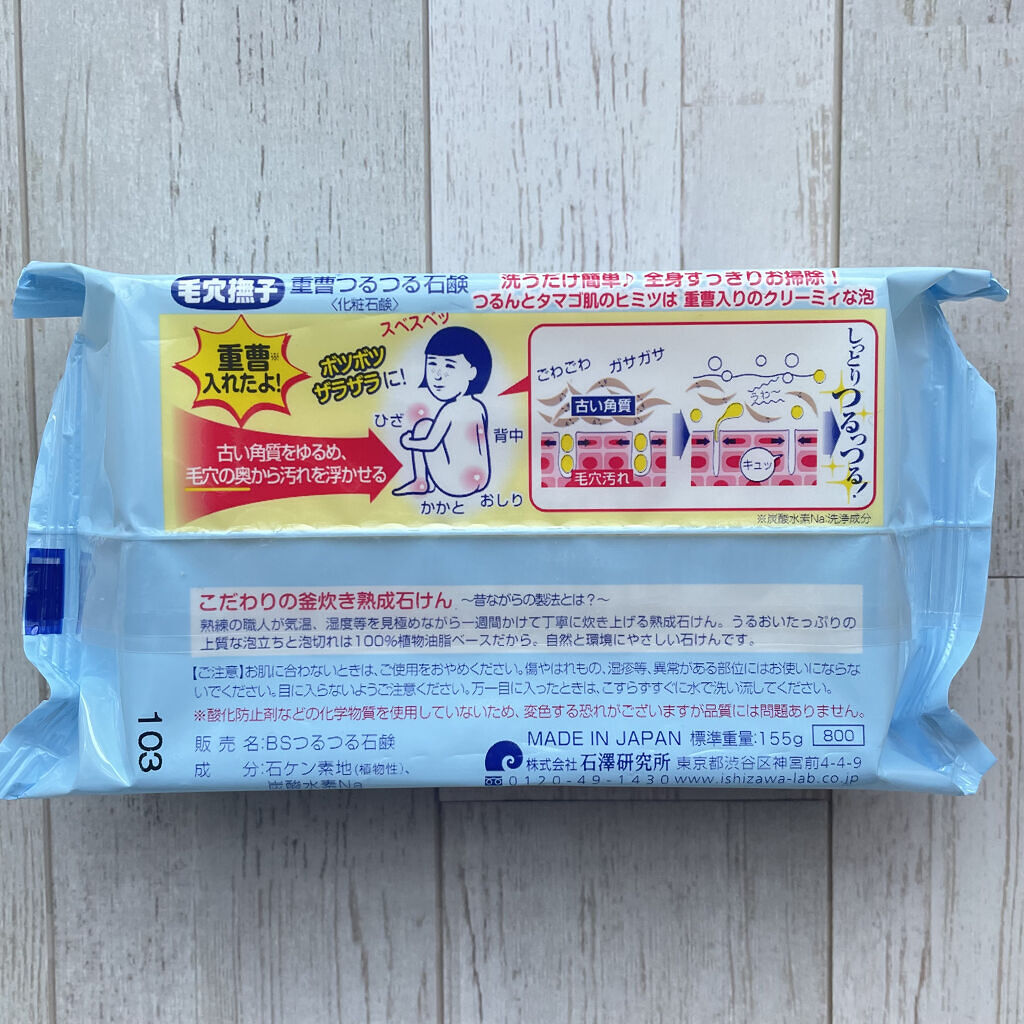 毛穴撫子 重曹つるつる石鹸
〈化粧石鹸〉
洗うだけ簡単♪ 全身すっきりお掃除！
つるんとタマゴ肌のヒミツは 重曹入りのクリーミィな泡
重曹※
入れたよ！
スベスベッ
ボツボツ
ザラザラに！
古い角質をゆるめ、
毛穴の奥から汚れを浮かせる
ひざ
背中
かかと
おしり
ごわごわ
ガサガサ
古い角質
毛穴汚れ
キュッ
しっとり
つるっつる！
※炭酸水素Na:洗浄成分
こだわりの釜炊き熟成石けん ～昔ながらの製法とは？～
熟練の職人が気温、湿度等を見極めながら一週間かけて丁寧に炊き上げる熟成石けん。うるおいたっぷりの
上質な泡立ちと泡切れは100%植物油脂ベースだから。自然と環境にやさしい石けんです。
【ご注意】お肌に合わないときは、ご使用をおやめください。傷やはれもの、湿疹等、異常がある部位にはお使いにならな
いでください。目に入らないようご注意ください。万一目に入ったときは、こすらすすぐに水で洗い流してください。
※酸化防止剤などの化学物質を使用していないため、変色する恐れがございますが品質には問題ありません。
販 売 名:BSつるつる石鹸
成 分:石ケン素地(植物性)、
炭酸水素Na
MADE IN JAPAN 標準重量:155g 800
株式会社 石澤研究所 東京都渋谷区神宮前4-4-9
0120-49-1430 www.ishizawa-lab.co.jp
103